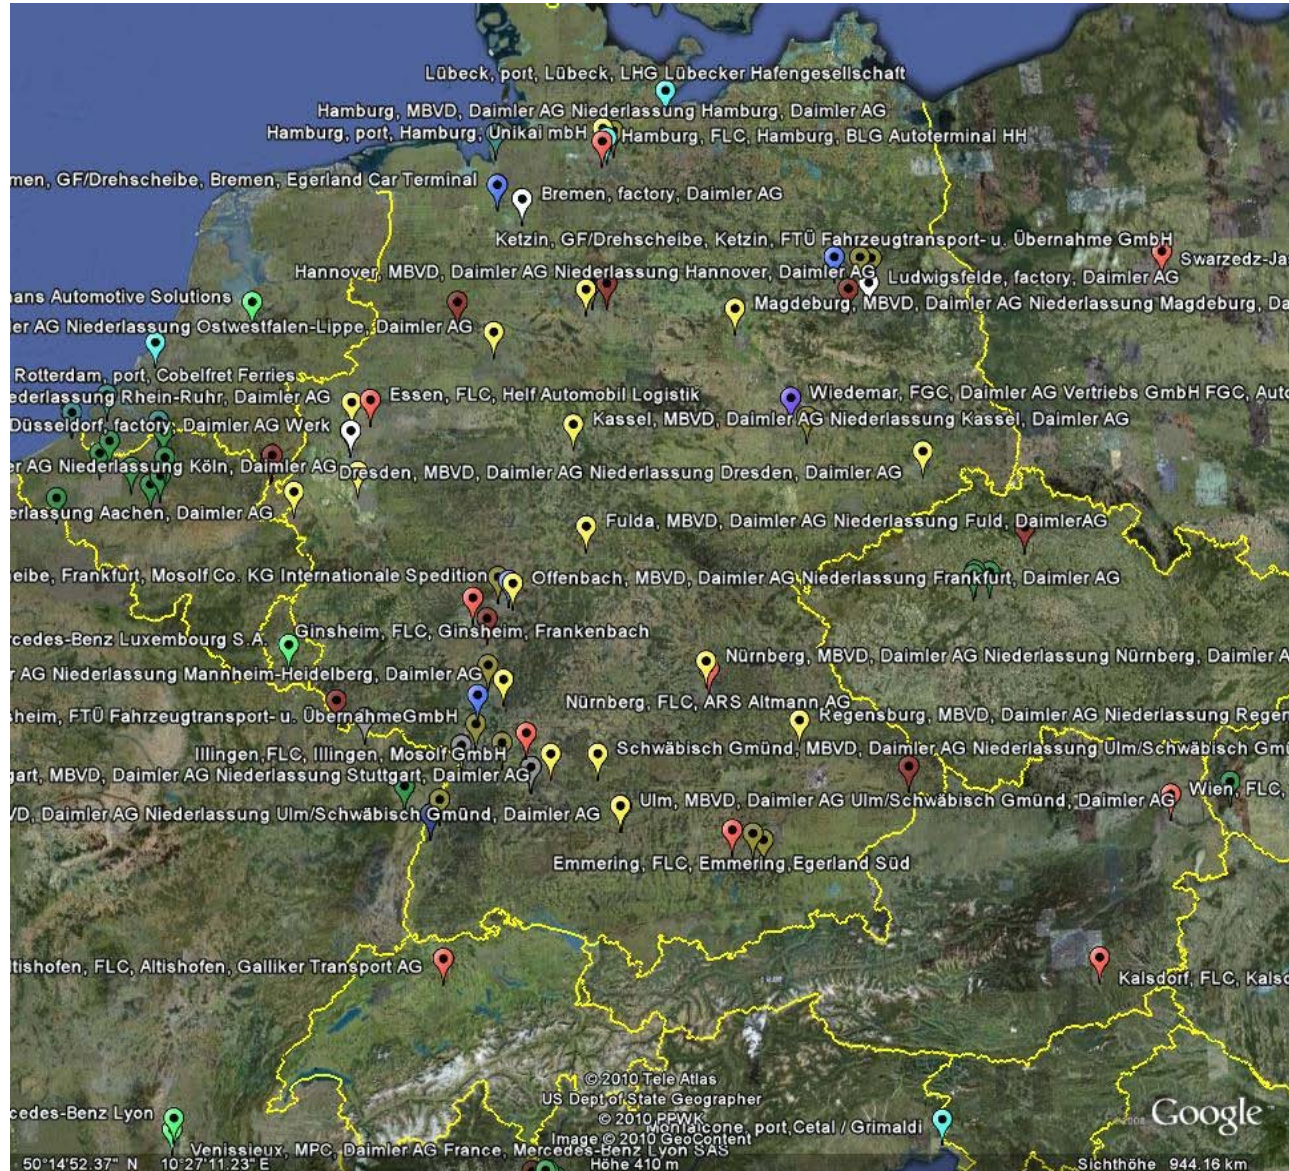 Lübeck, port, Lübeck, LHG Lübecker Hafengesellschaft
Hamburg, MBVD, Daimler AG Niederlassung Hamburg, Daimler AG
Hamburg, port, Hamburg, Unikai mbH
Hamburg, FLC, Hamburg, BLG Autoterminal HH
men, GF/Drehscheibe, Bremen, Egerland Car Terminal
Bremen, factory, Daimler AG
Ketzin, GF/Drehscheibe, Ketzin, FTÜ Fahrzeugtransport- u. Übernahme GmbH
Swarzedz-Jas
Hannover, MBVD, Daimler AG Niederlassung Hannover, Daimler AG
Ludwigsfelde, factory, Daimler AG
mans Automotive Solutions
Magdeburg, MBVD, Daimler AG Niederlassung Magdeburg, Da
ler AG Niederlassung Ostwestfalen-Lippe, Daimler AG
Rotterdam, port, Cobelfret Ferries
ederlassung Rhein-Ruhr, Daimler AG
Essen, FLC, Helf Automobil Logistik
Wiedemar, FGC, Daimler AG Vertriebs GmbH FGC, Auto
Düsseldorf, factory, Daimler AG Werk
Kassel, MBVD, Daimler AG Niederlassung Kassel, Daimler AG
er AG Niederlassung Köln, Daimler AG
Dresden, MBVD, Daimler AG Niederlassung Dresden, Daimler AG
erlassung Aachen, Daimler AG
Fulda, MBVD, Daimler AG Niederlassung Fuld, DaimlerAG
eibe, Frankfurt, Mosolf Co. KG Internationale Spedition
Offenbach, MBVD, Daimler AG Niederlassung Frankfurt, Daimler AG
rcedes-Benz Luxembourg S.A.
Ginsheim, FLC, Ginsheim, Frankenbach
r AG Niederlassung Mannheim-Heidelberg, Daimler AG
Nürnberg, MBVD, Daimler AG Niederlassung Nürnberg, Daimler A
Nürnberg, FLC, ARS Altmann AG
sheim, FTÜ Fahrzeugtransport- u. ÜbernahmeGmbH
Regensburg, MBVD, Daimler AG Niederlassung Regen
Illingen,FLC, Illingen, Mosolf GmbH
Schwäbisch Gmünd, MBVD, Daimler AG Niederlassung Ulm/Schwäbisch Gmü
gart, MBVD, Daimler AG Niederlassung Stuttgart, Daimler AG
Wien, FLC,
VD, Daimler AG Niederlassung Ulm/Schwäbisch Gmünd, Daimler AG
Ulm, MBVD, Daimler AG Ulm/Schwäbisch Gmünd, Daimler AG
Emmering, FLC, Emmering,Egerland Süd
ltishofen, FLC, Altishofen, Galliker Transport AG
Kalsdorf, FLC, Kalsd
© 2010 Tele Atlas
US Dept of State Geographer
© 2010 PPWK
Image © 2010 GeoContent
cedes-Benz Lyon
Monfalcone, port,Cetal / Grimaldi
Google
Venissieux, MPC, Daimler AG France, Mercedes-Benz Lyon SAS
50°14'52.37" N 10°27'11.23" E
Höhe 410 m
Sichthöhe 944.16 km